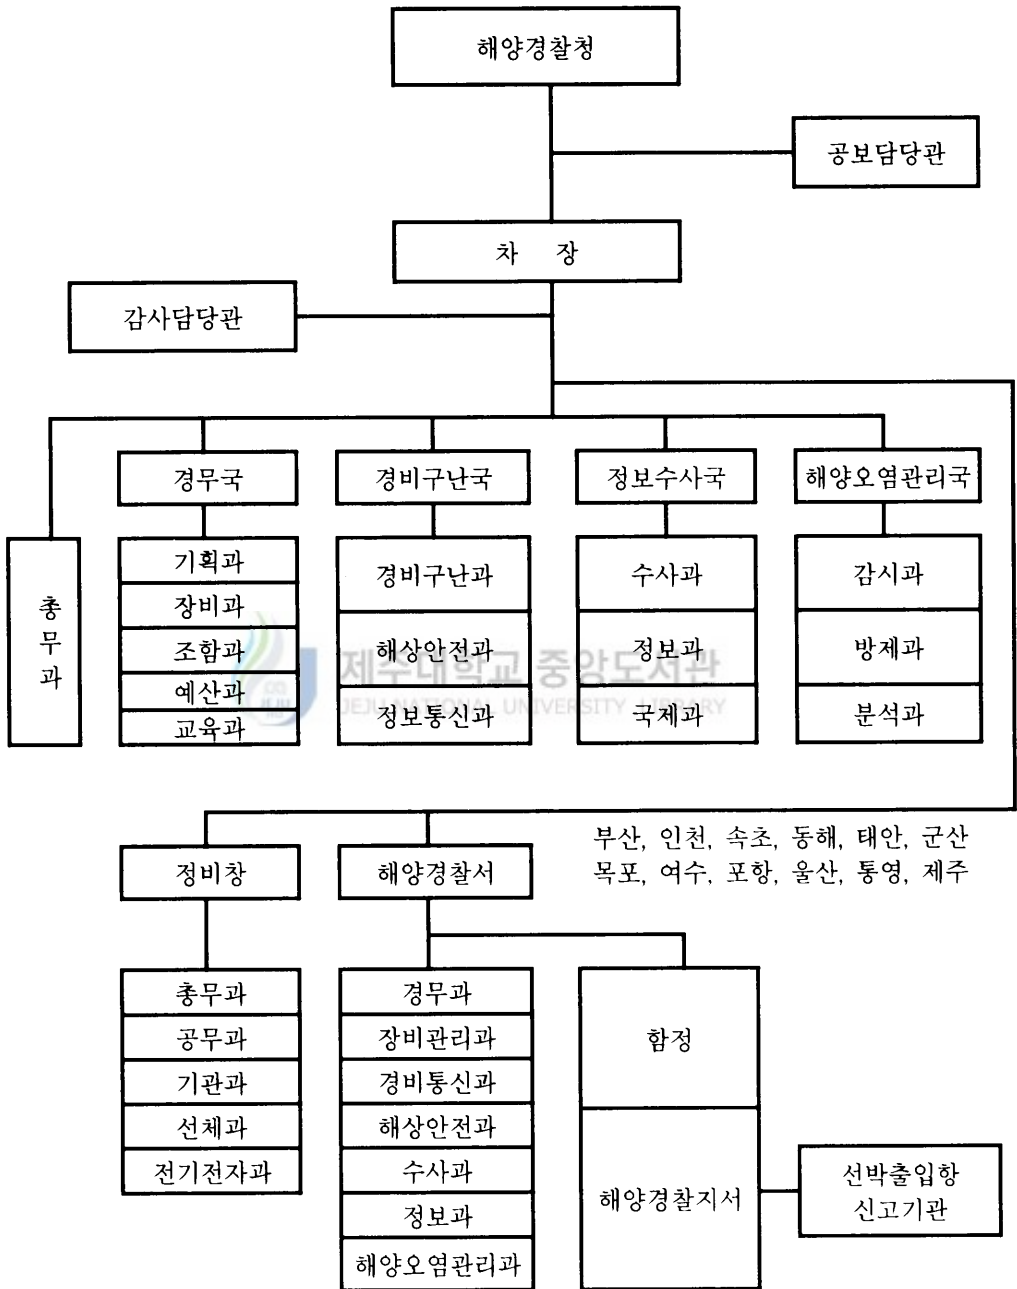 해양경찰청
공보담당관
차 장
감사담당관
총무과
경무국
기획과
장비과
조함과
예산과
교육과
경비구난국
경비구난과
해상안전과
정보통신과
정보수사국
수사과
정보과
국제과
해양오염관리국
감시과
방제과
분석과
제주대학교 중앙도서관
JEJU NATIONAL UNIVERSITY LIBRARY
JEJU
부산, 인천, 속초, 동해, 태안, 군산
목포, 여수, 포항, 울산, 통영, 제주
정비창
총무과
공무과
기관과
선체과
전기전자과
해양경찰서
경무과
장비관리과
경비통신과
해상안전과
수사과
정보과
해양오염관리과
함정
해양경찰지서
선박출입항
신고기관